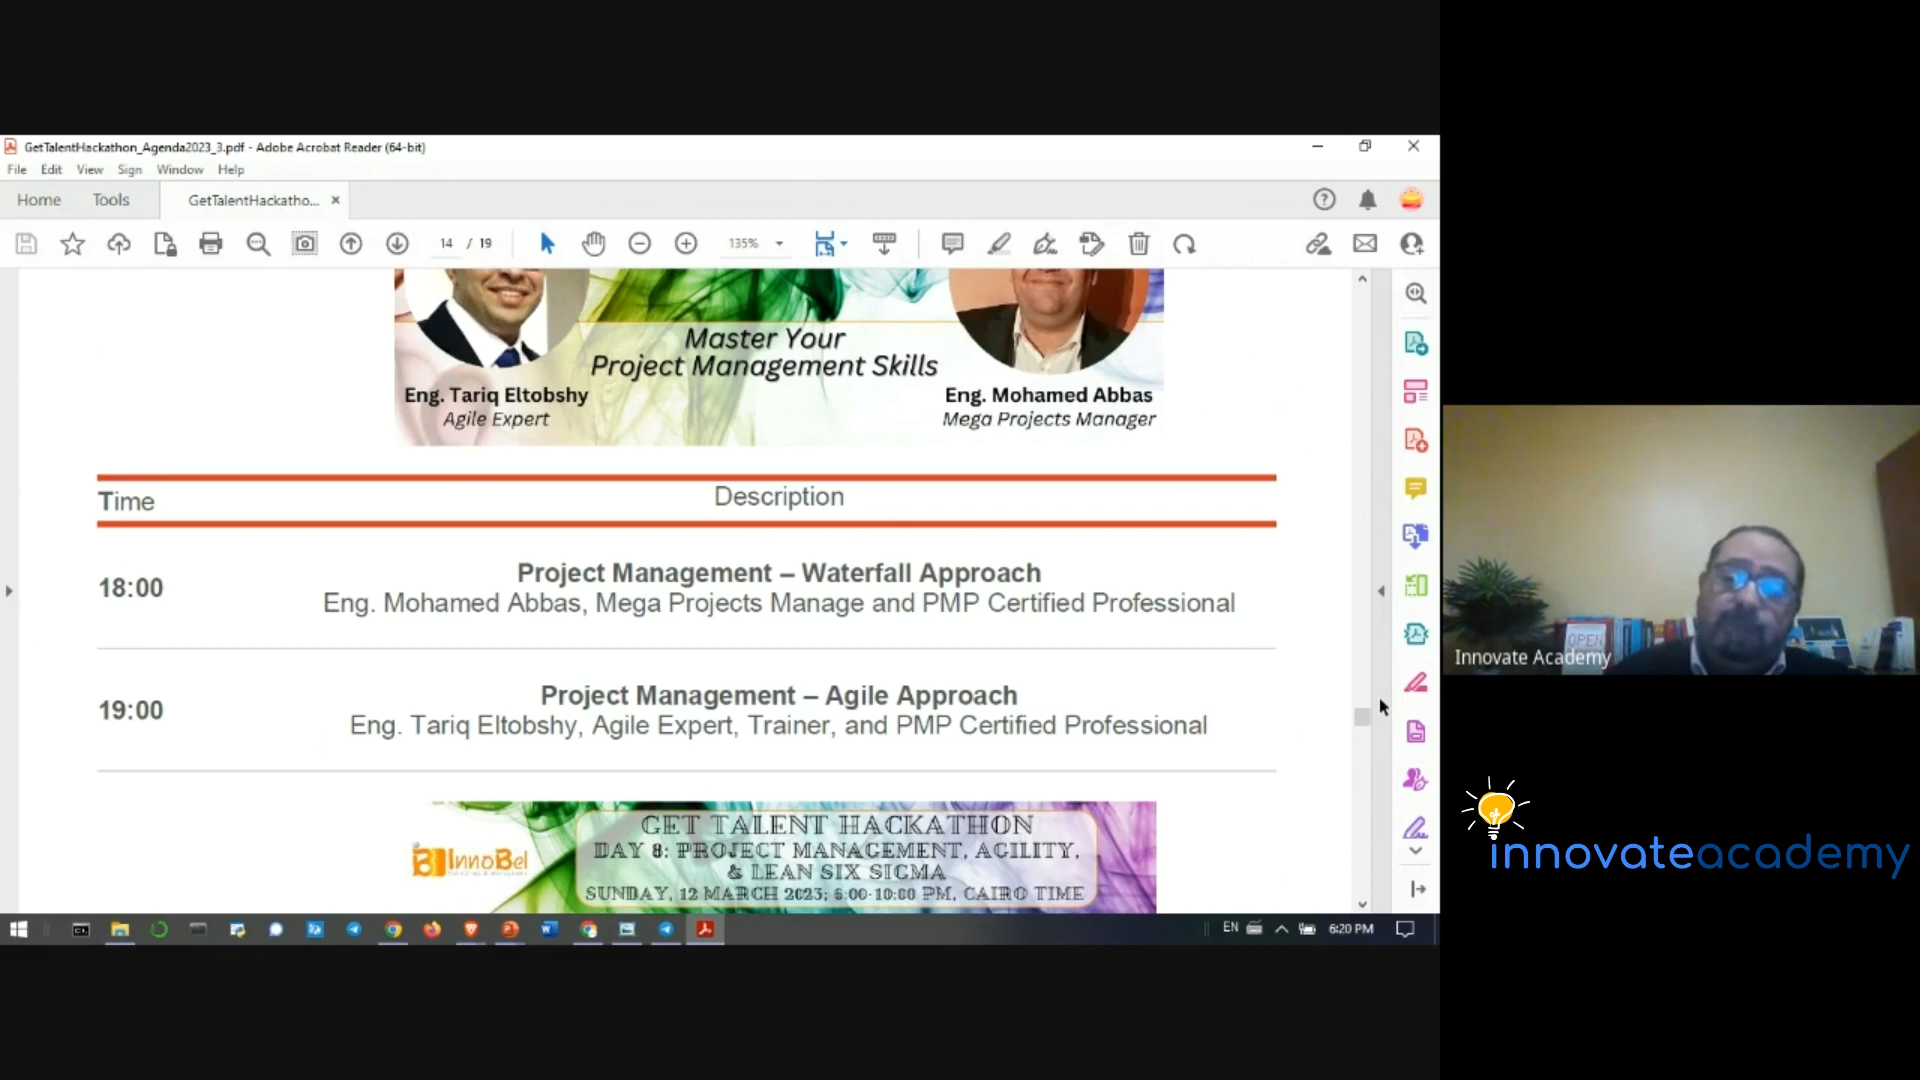 GetTalentHackathon_Agenda2023_3.pdf - Adobe Acrobat Reader (64-bit)
File Edit View Sign Window Help
Home Tools GetTalentHackatho... ×
14 / 19 135%
Master Your
Project Management Skills
Eng. Tariq Eltobshy
Agile Expert
Eng. Mohamed Abbas
Mega Projects Manager
Time Description
18:00
Project Management – Waterfall Approach
Eng. Mohamed Abbas, Mega Projects Manage and PMP Certified Professional
19:00
Project Management – Agile Approach
Eng. Tariq Eltobshy, Agile Expert, Trainer, and PMP Certified Professional
InnoBel
GET TALENT HACKATHON
DAY 8: PROJECT MANAGEMENT, AGILITY,
& LEAN SIX SIGMA
SUNDAY, 12 MARCH 2023; 6:00-10:00 PM, CAIRO TIME
EN 6:20 PM
OPEN
Innovate Academy
innovateacademy